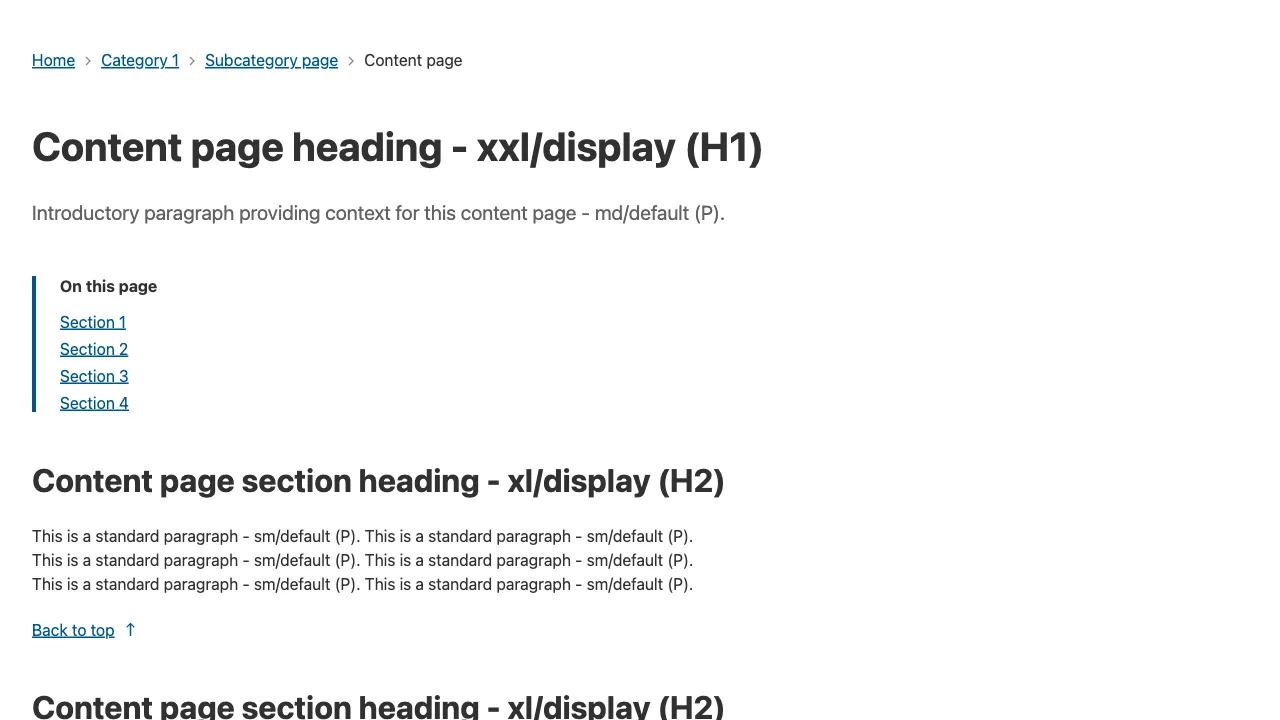 Home > Category 1 > Subcategory page > Content page
Content page heading - xxl/display (H1)
Introductory paragraph providing context for this content page - md/default (P).
On this page
Section 1
Section 2
Section 3
Section 4
Content page section heading - xl/display (H2)
This is a standard paragraph - sm/default (P). This is a standard paragraph - sm/default (P).
This is a standard paragraph - sm/default (P). This is a standard paragraph - sm/default (P).
This is a standard paragraph - sm/default (P). This is a standard paragraph - sm/default (P).
Back to top ↑
Content page section heading - xl/display (H2)